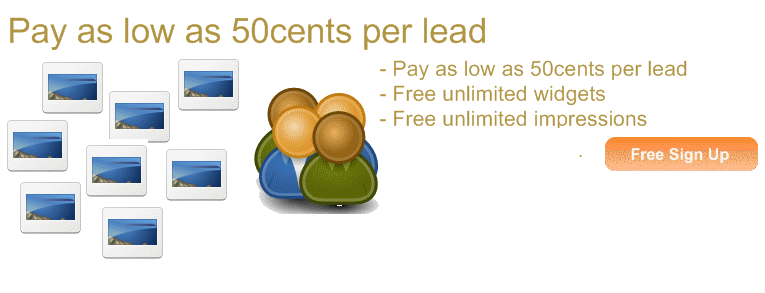 Pay as low as 50cents per lead
- Pay as low as 50cents per lead
- Free unlimited widgets
- Free unlimited impressions
Free Sign Up